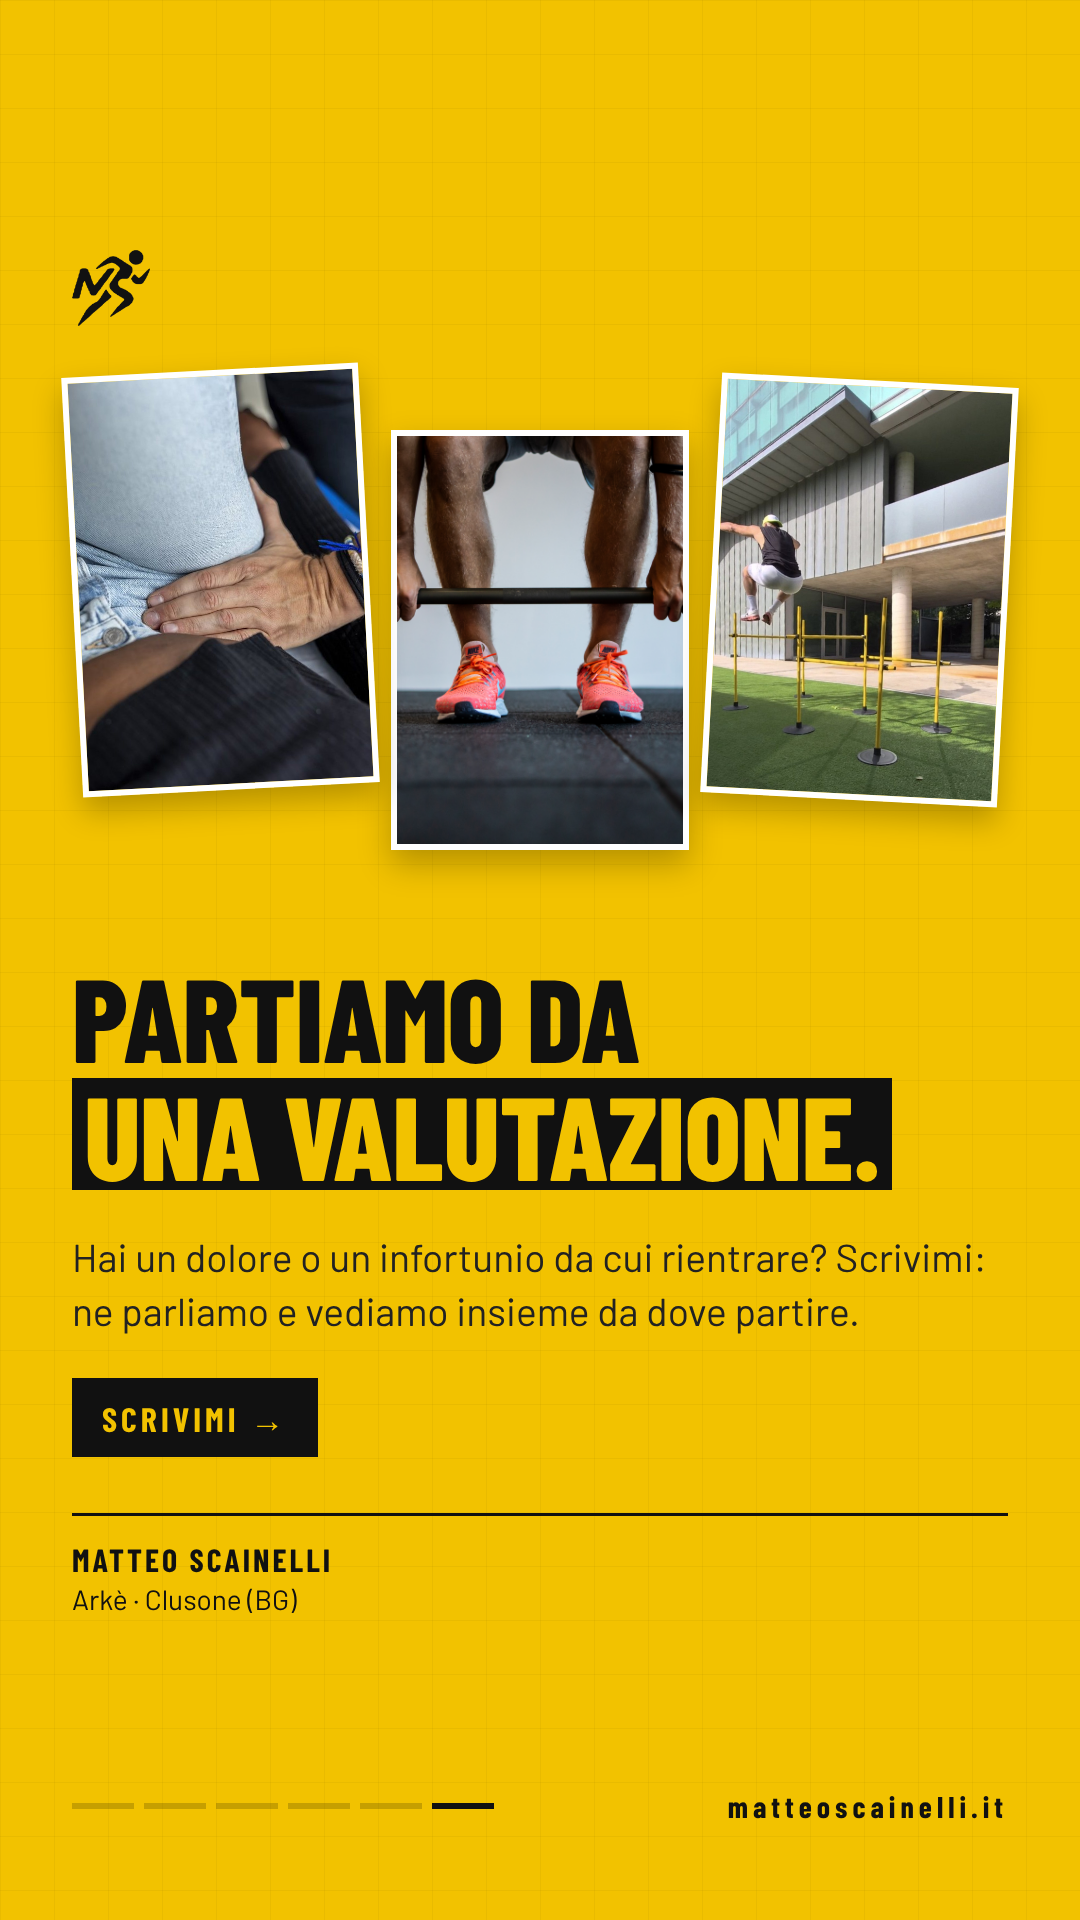 PARTIAMO DA
UNA VALUTAZIONE.
Hai un dolore o un infortunio da cui rientrare? Scrivimi:
ne parliamo e vediamo insieme da dove partire.
SCRIVIMI →
MATTEO SCAINELLI
Arkè · Clusone (BG)
matteoscainelli.it